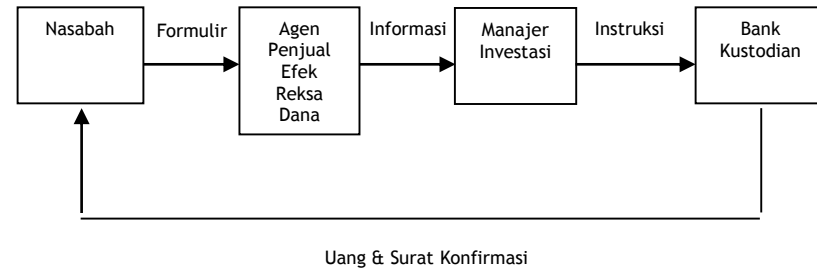 Nasabah
Formulir
Agen
Penjual
Efek
Reksa
Dana
Informasi
Manajer
Investasi
Instruksi
Bank
Kustodian
Uang & Surat Konfirmasi